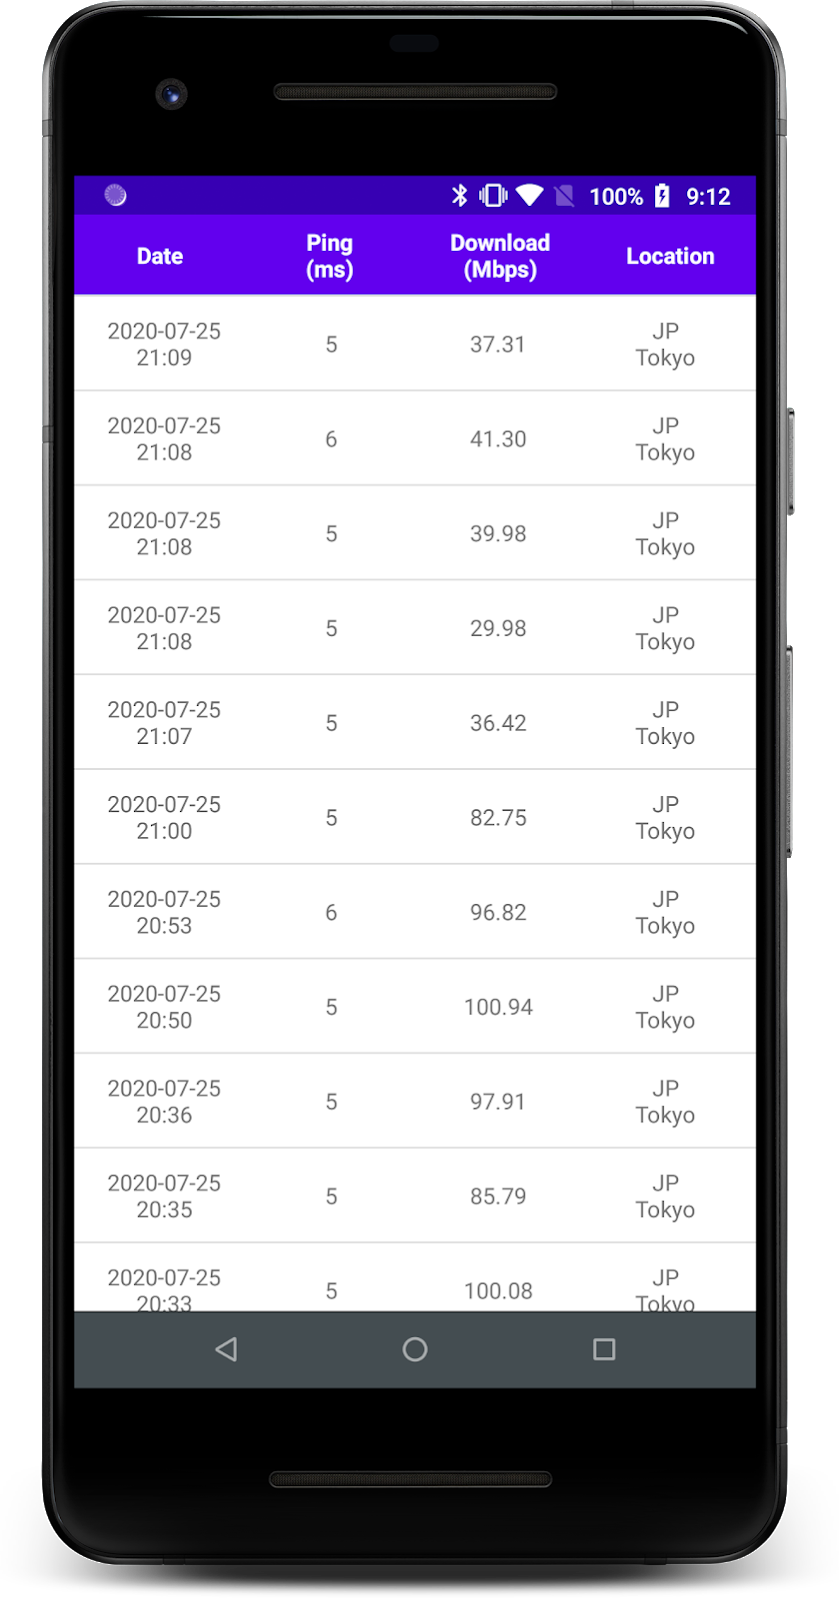 100% 9:12
Date
Ping
(ms)
Download
(Mbps)
Location
2020-07-25
21:09
5
37.31
JP
Tokyo
2020-07-25
21:08
6
41.30
JP
Tokyo
2020-07-25
21:08
5
39.98
JP
Tokyo
2020-07-25
21:08
5
29.98
JP
Tokyo
2020-07-25
21:07
5
36.42
JP
Tokyo
2020-07-25
21:00
5
82.75
JP
Tokyo
2020-07-25
20:53
6
96.82
JP
Tokyo
2020-07-25
20:50
5
100.94
JP
Tokyo
2020-07-25
20:36
5
97.91
JP
Tokyo
2020-07-25
20:35
5
85.79
JP
Tokyo
2020-07-25
20:33
5
100.08
JP
Tokyo